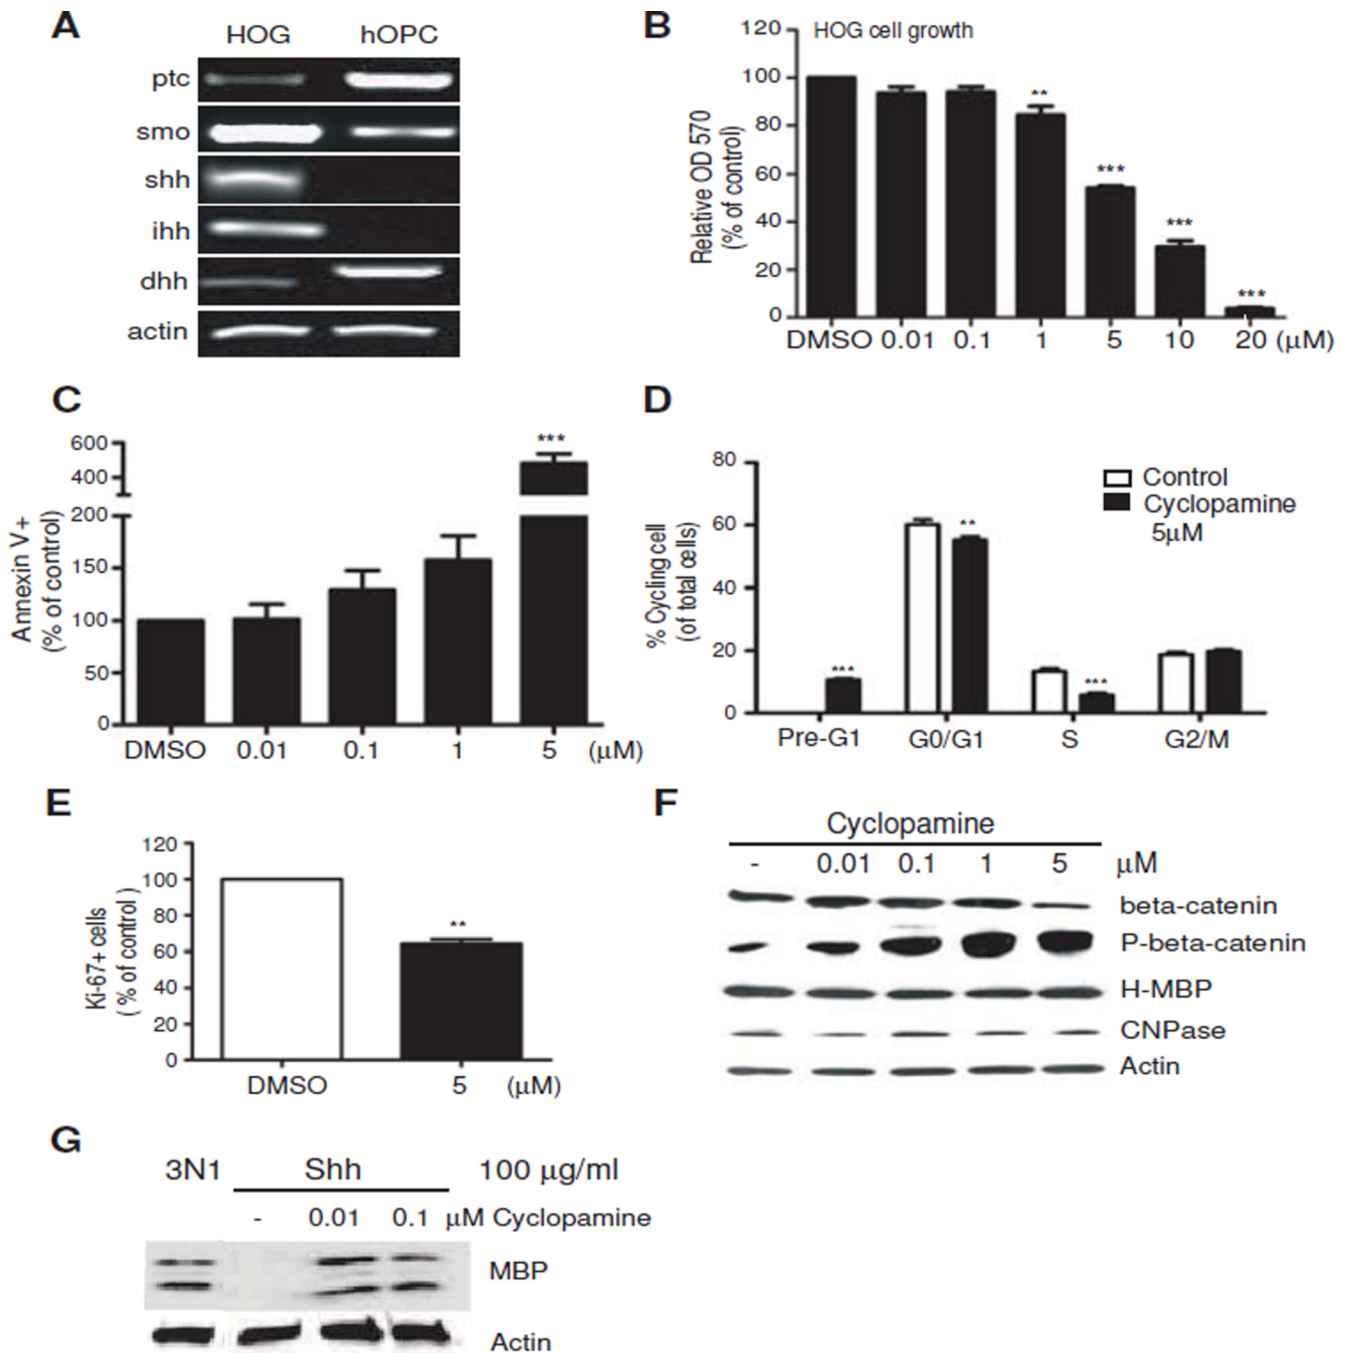 A
HOG hOPC
ptc
smo
shh
ihh
dhh
actin
B
HOG cell growth
Relative OD 570
(% of control)
120
100
80
60
40
20
0
**
***
***
***
DMSO 0.01 0.1 1 5 10 20 (µM)
C
Annexin V+
(% of control)
600
400
200
150
100
50
0
***
DMSO 0.01 0.1 1 5 (µM)
D
% Cycling cell
(of total cells)
80
60
40
20
0
Control
Cyclopamine
5µM
***
**
***
Pre-G1 G0/G1 S G2/M
E
Ki-67+ cells
( % of control )
120
100
80
60
40
20
0
**
DMSO 5 (µM)
F
Cyclopamine
- 0.01 0.1 1 5 µM
beta-catenin
P-beta-catenin
H-MBP
CNPase
Actin
G
3N1 Shh 100 µg/ml
- 0.01 0.1 µM Cyclopamine
MBP
Actin